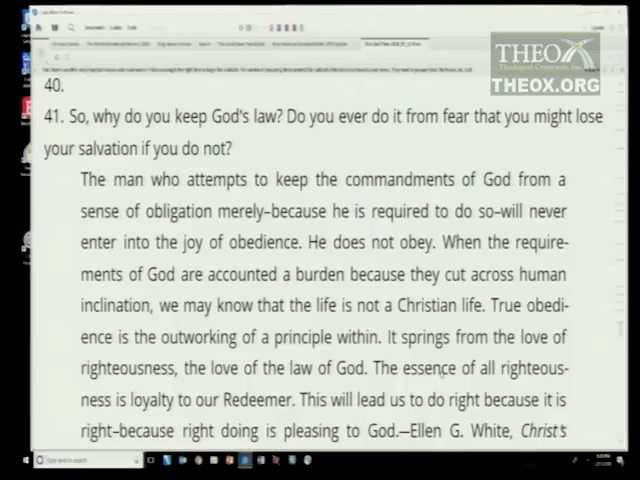 THEOX
THEOX.ORG
40.
41. So, why do you keep God's law? Do you ever do it from fear that you might lose
your salvation if you do not?
The man who attempts to keep the commandments of God from a
sense of obligation merely–because he is required to do so–will never
enter into the joy of obedience. He does not obey. When the require-
ments of God are accounted a burden because they cut across human
inclination, we may know that the life is not a Christian life. True obedi-
ence is the outworking of a principle within. It springs from the love of
righteousness, the love of the law of God. The essence of all righteous-
ness is loyalty to our Redeemer. This will lead us to do right because it is
right–because right doing is pleasing to God.—Ellen G. White, Christ's